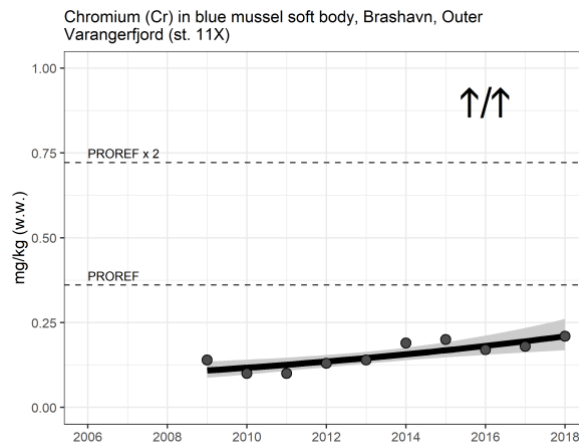 Chromium (Cr) in blue mussel soft body, Brashavn, Outer
Varangerfjord (st. 11X)
1.00
↑/↑
PROREF x 2
0.75
mg/kg (w.w.)
0.50
PROREF
0.25
0.00
2006 2008 2010 2012 2014 2016 2018